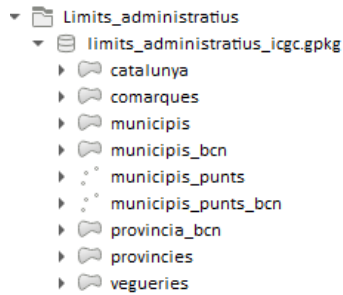 Limits_administratius
limits_administratius_icgc.gpkg
catalunya
comarques
municipis
municipis_bcn
municipis_punts
municipis_punts_bcn
provincia_bcn
provincies
vegueries